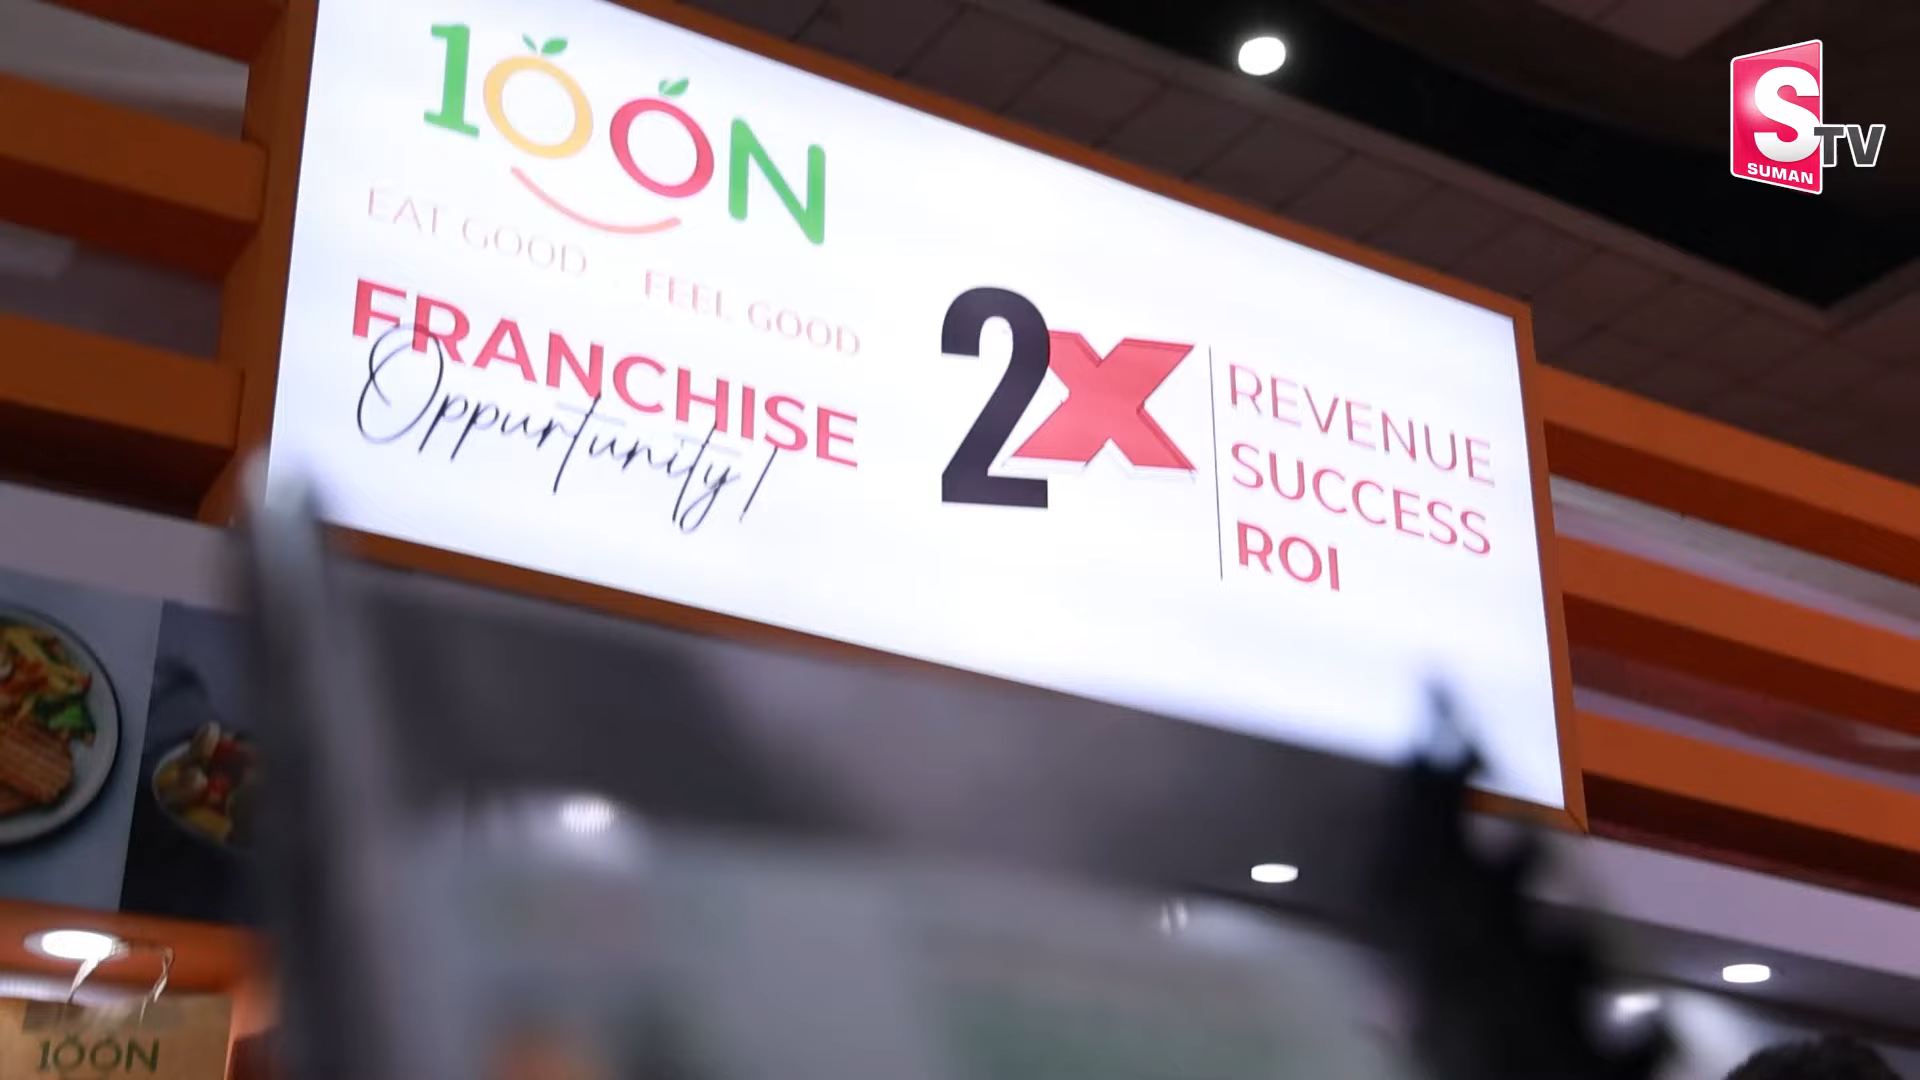 100N
EAT GOOD . FEEL GOOD
FRANCHISE
Oppurtunity!
2X
REVENUE
SUCCESS
ROI
S TV
SUMAN
100N